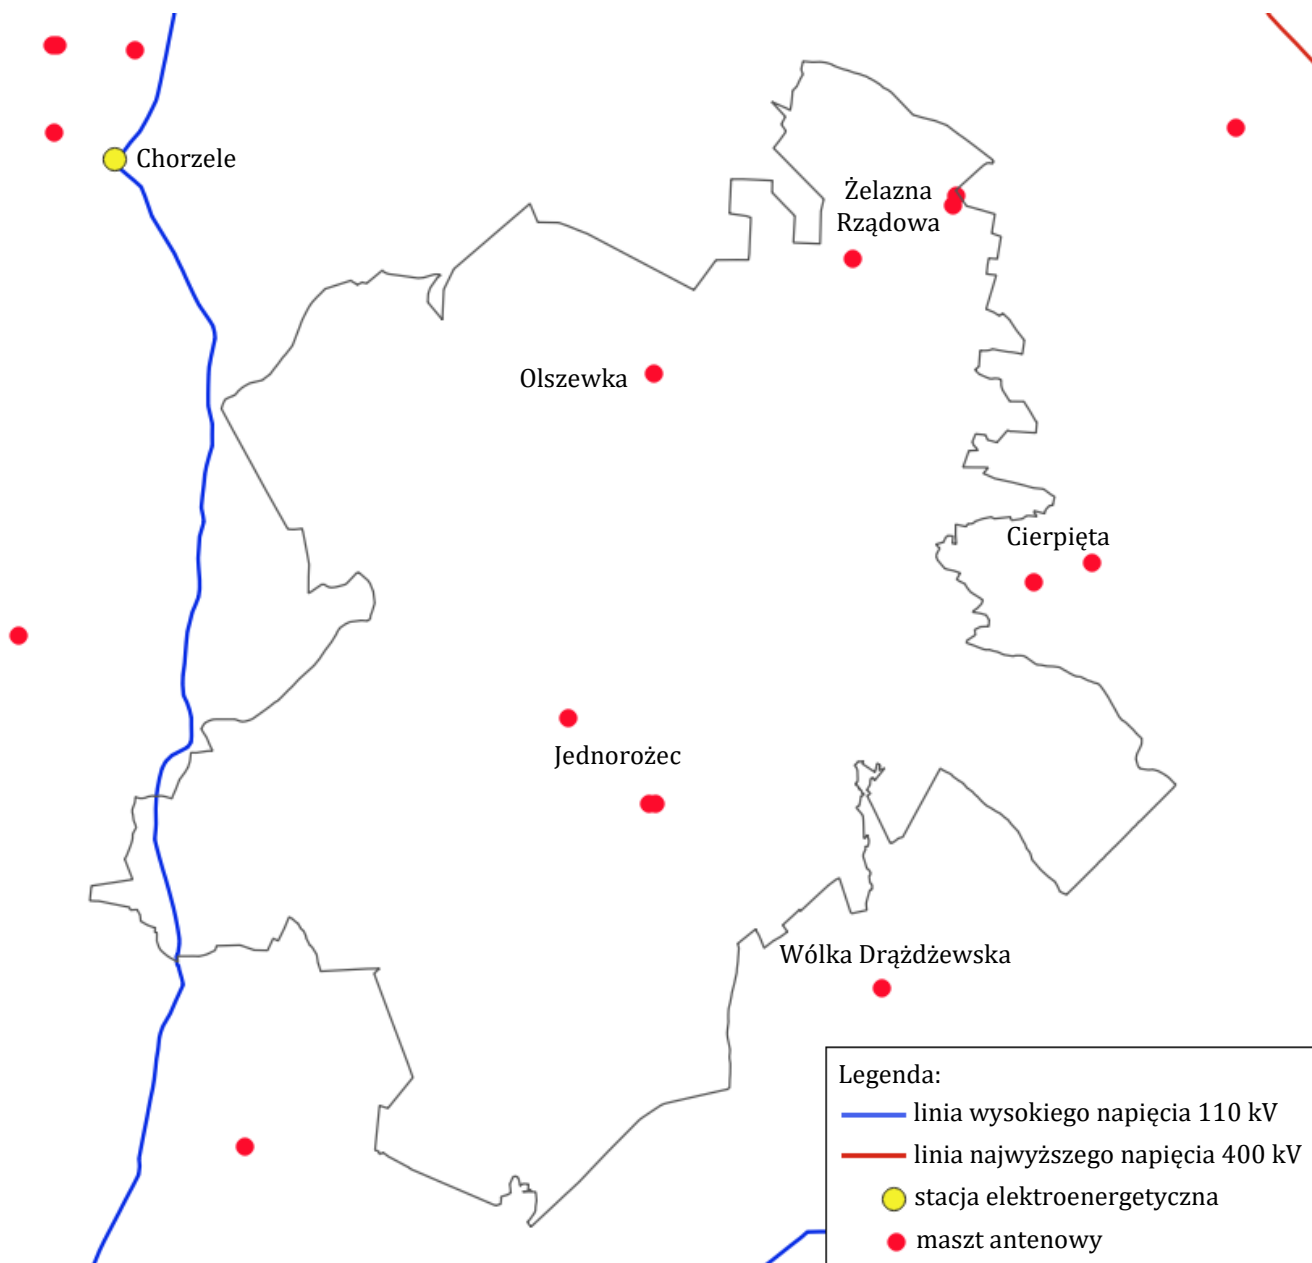 Chorzele
Żelazna
Rządowa
Olszewka
Cierpięta
Jednorożec
Wólka Drążdżewska
Legenda:
linia wysokiego napięcia 110 kV
linia najwyższego napięcia 400 kV
stacja elektroenergetyczna
maszt antenowy